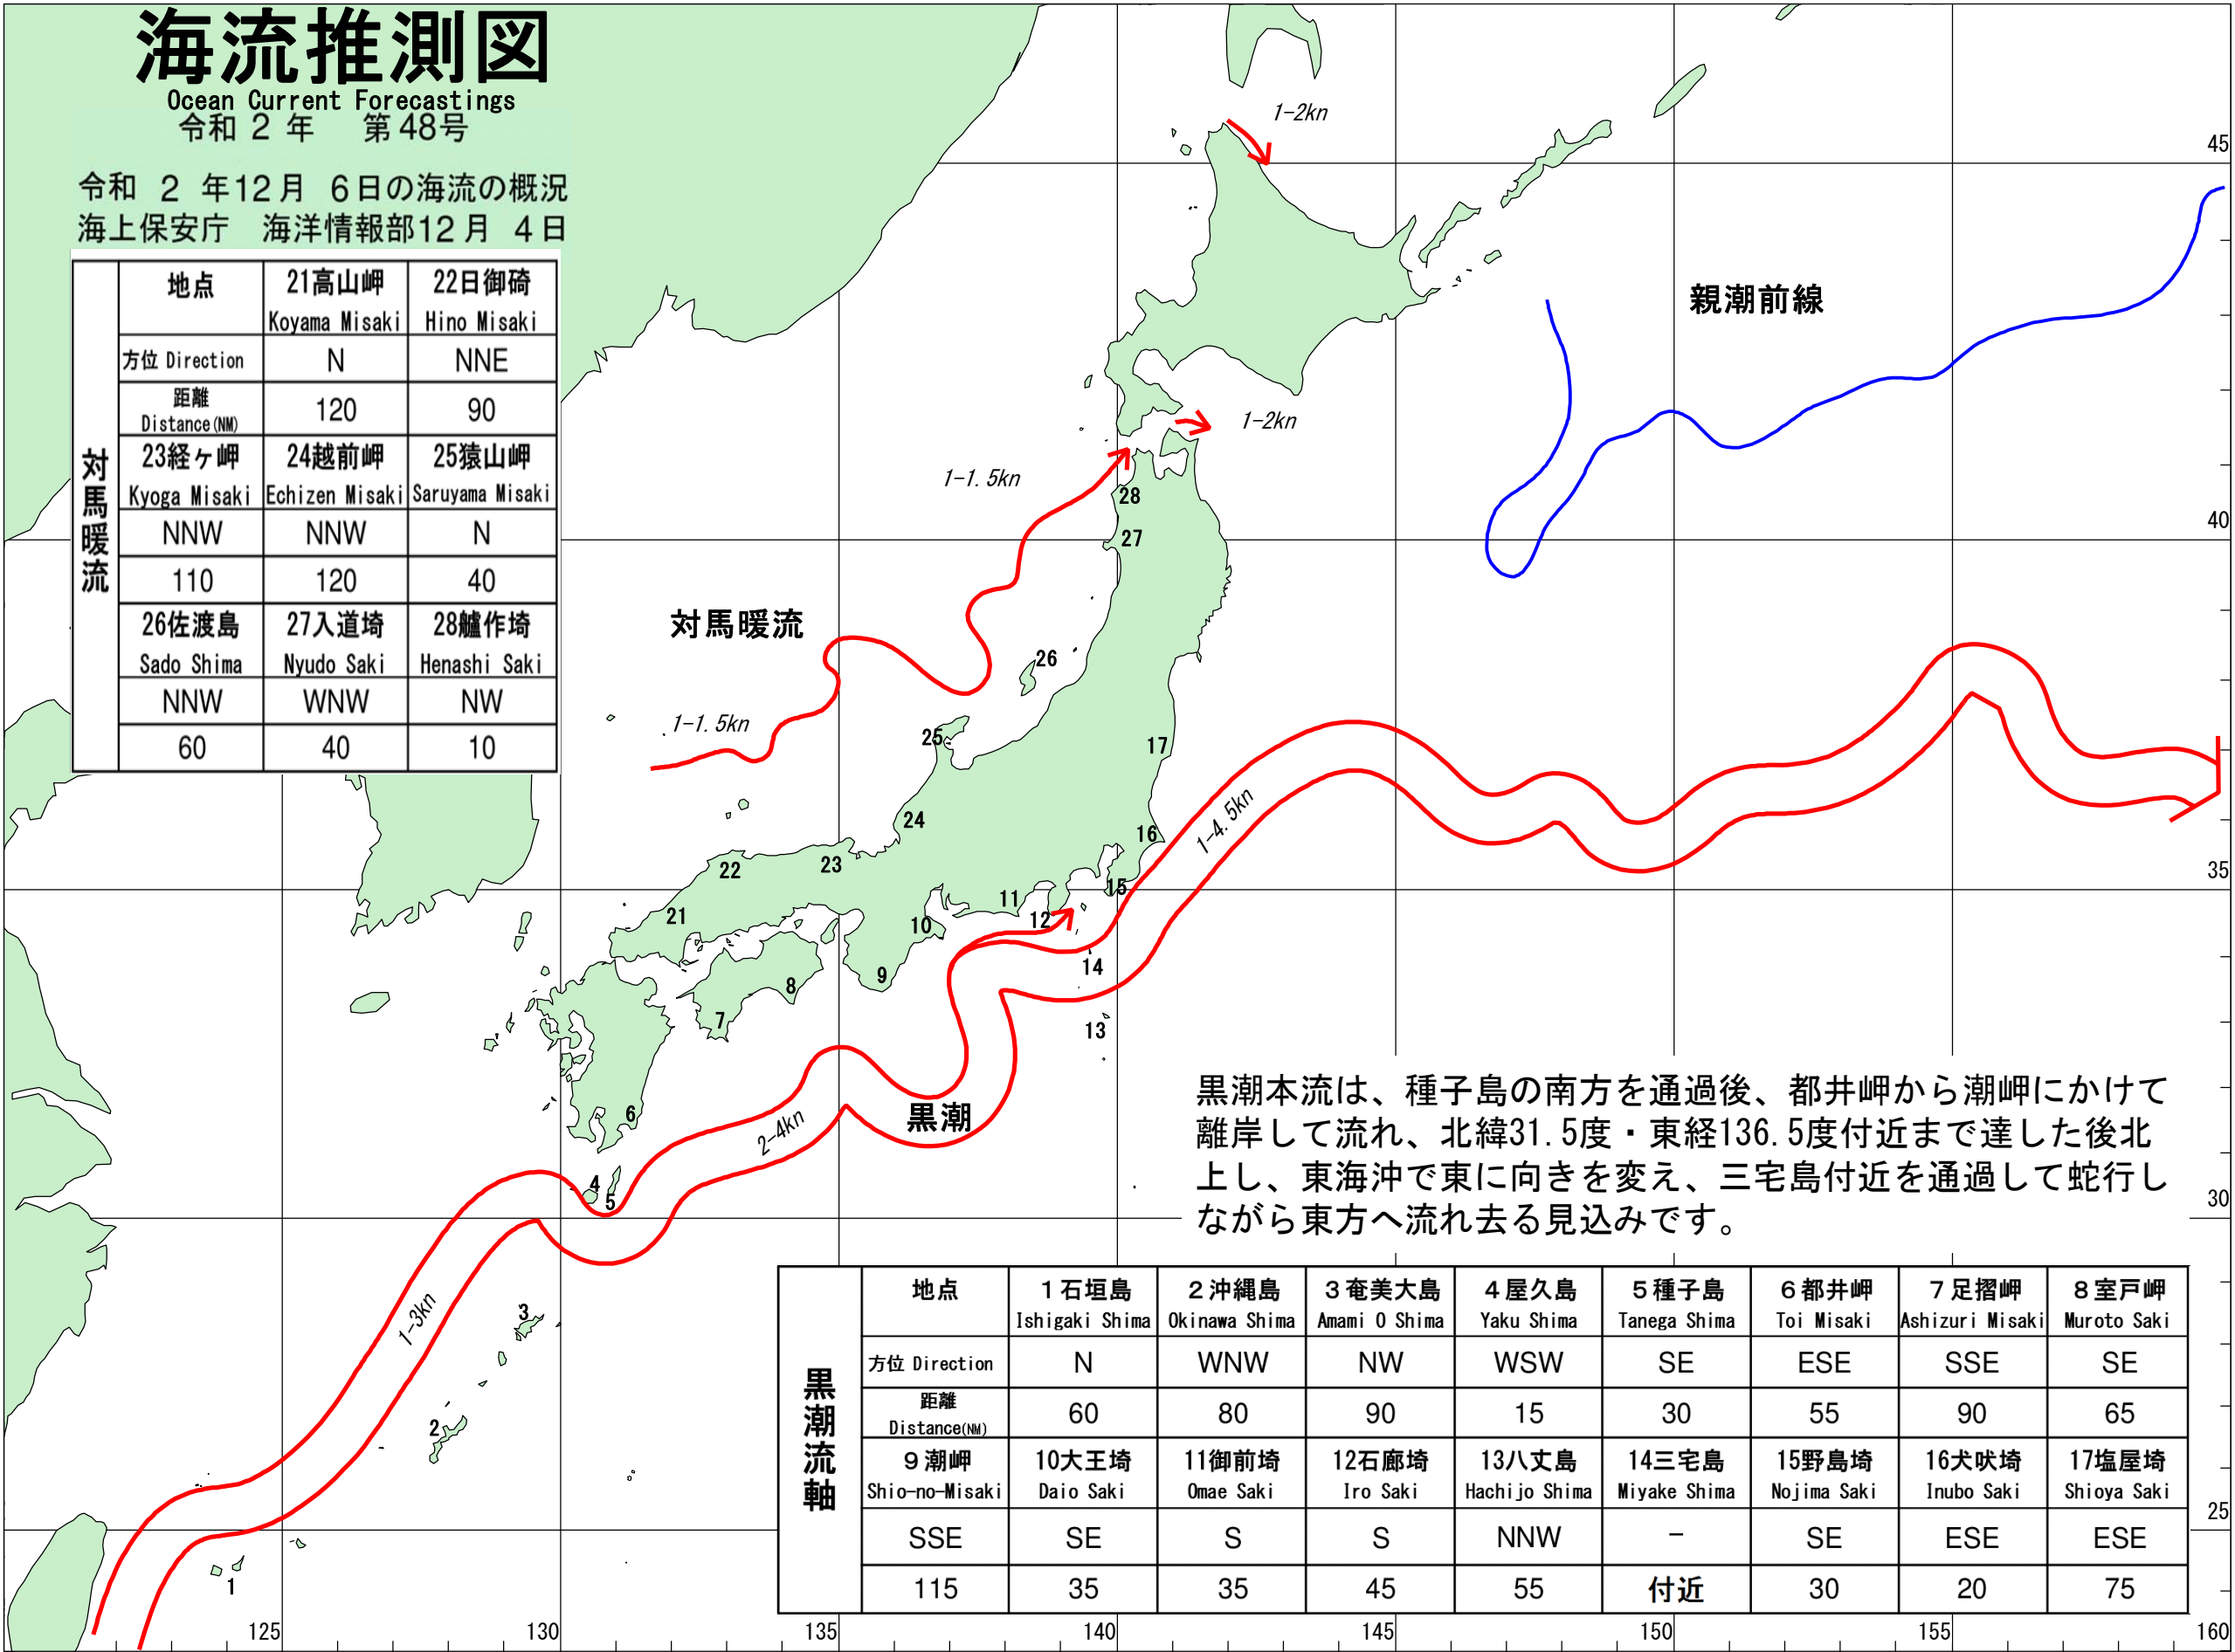 海流推測図
Ocean Current Forecastings
令和 2 年 第48号
令和 2 年12月 6日の海流の概況
海上保安庁 海洋情報部12月 4日
対馬暖流
地点 21高山岬 22日御碕
Koyama Misaki Hino Misaki
方位 Direction N NNE
距離 Distance(NM) 120 90
23経ヶ岬 24越前岬 25猿山岬
Kyoga Misaki Echizen Misaki Saruyama Misaki
NNW NNW N
110 120 40
26佐渡島 27入道埼 28艫作埼
Sado Shima Nyudo Saki Henashi Saki
NNW WNW NW
60 40 10
1-2kn
45
親潮前線
1-2kn
1-1.5kn
28
40
27
対馬暖流
26
1-1.5kn
25
17
24
1-4.5kn
16
22
23
35
15
11
21
12
10
14
9
8
7
13
6
2-4kn
黒潮
黒潮本流は、種子島の南方を通過後、都井岬から潮岬にかけて
離岸して流れ、北緯31.5度・東経136.5度付近まで達した後北
上し、東海沖で東に向きを変え、三宅島付近を通過して蛇行し
ながら東方へ流れ去る見込みです。
4
5
30
3
1-3kn
2
25
1
黒潮流軸
地点 1石垣島 2沖縄島 3奄美大島 4屋久島 5種子島 6都井岬 7足摺岬 8室戸岬
Ishigaki Shima Okinawa Shima Amami O Shima Yaku Shima Tanega Shima Toi Misaki Ashizuri Misaki Muroto Saki
方位 Direction N WNW NW WSW SE ESE SSE SE
距離 Distance(NM) 60 80 90 15 30 55 90 65
9潮岬 10大王埼 11御前埼 12石廊埼 13八丈島 14三宅島 15野島埼 16犬吠埼 17塩屋埼
Shio-no-Misaki Daio Saki Omae Saki Iro Saki Hachijo Shima Miyake Shima Nojima Saki Inubo Saki Shioya Saki
SSE SE S S NNW － SE ESE ESE
115 35 35 45 55 付近 30 20 75
125 130 135 140 145 150 155 160